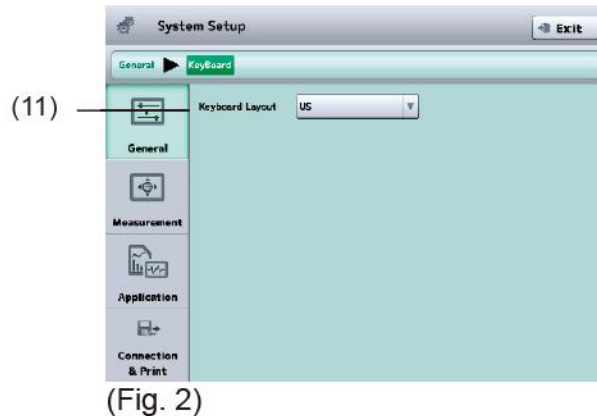 System Setup
Exit
General KeyBoard
(11)
Keyboard Layout US
General
Measurement
Application
Connection
& Print
(Fig. 2)